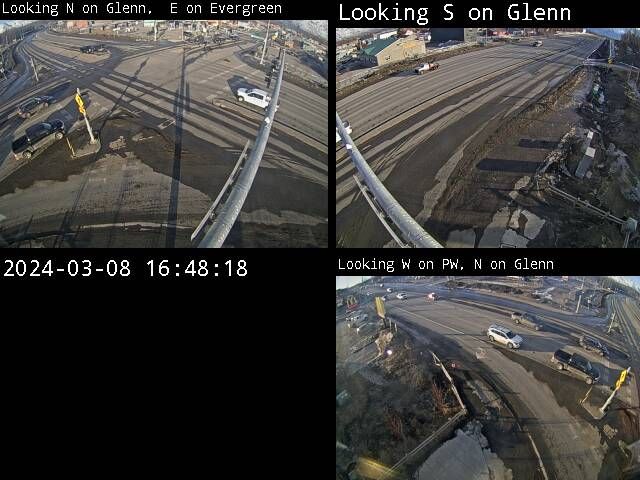 Looking N on Glenn,  E on Evergreen
Looking S on Glenn
2024-03-08 16:48:18
Looking W on PW, N on Glenn